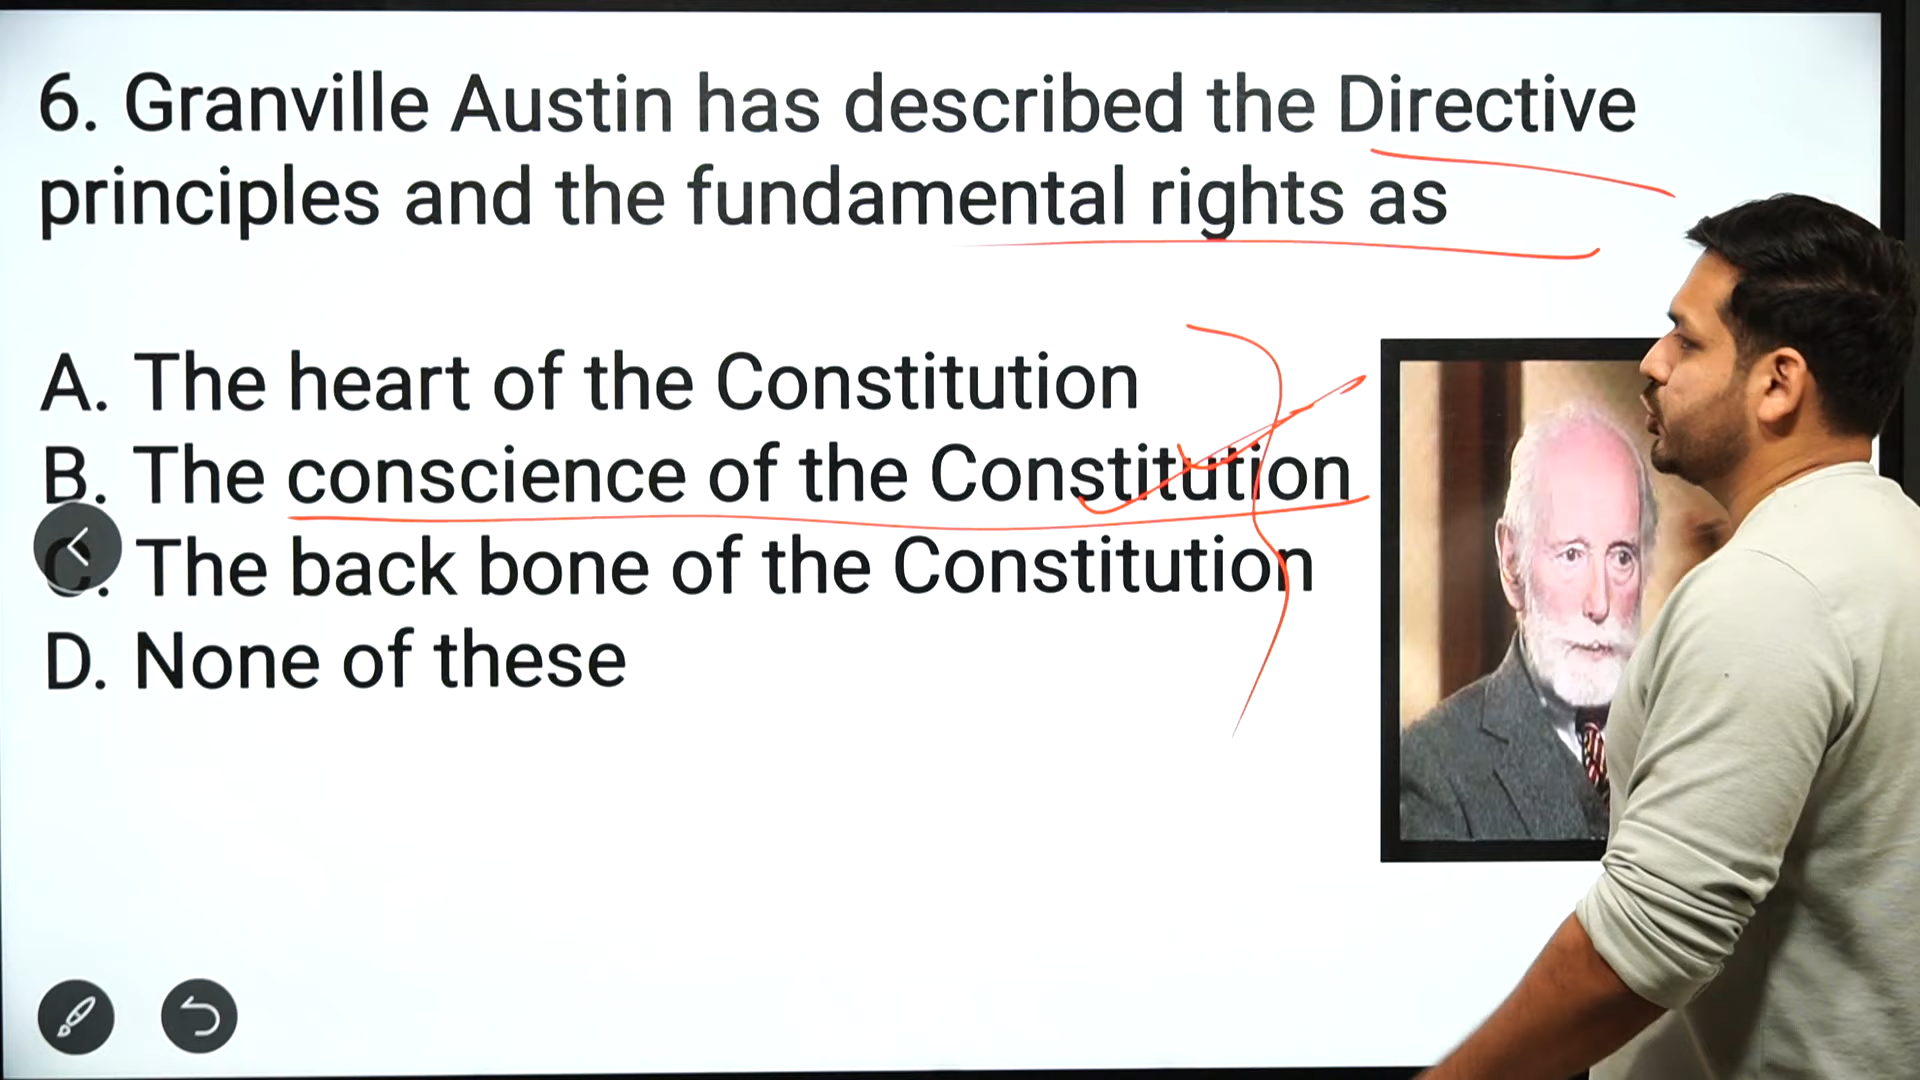 6. Granville Austin has described the Directive
principles and the fundamental rights as
A. The heart of the Constitution
B. The conscience of the Constitution
C. The back bone of the Constitution
D. None of these